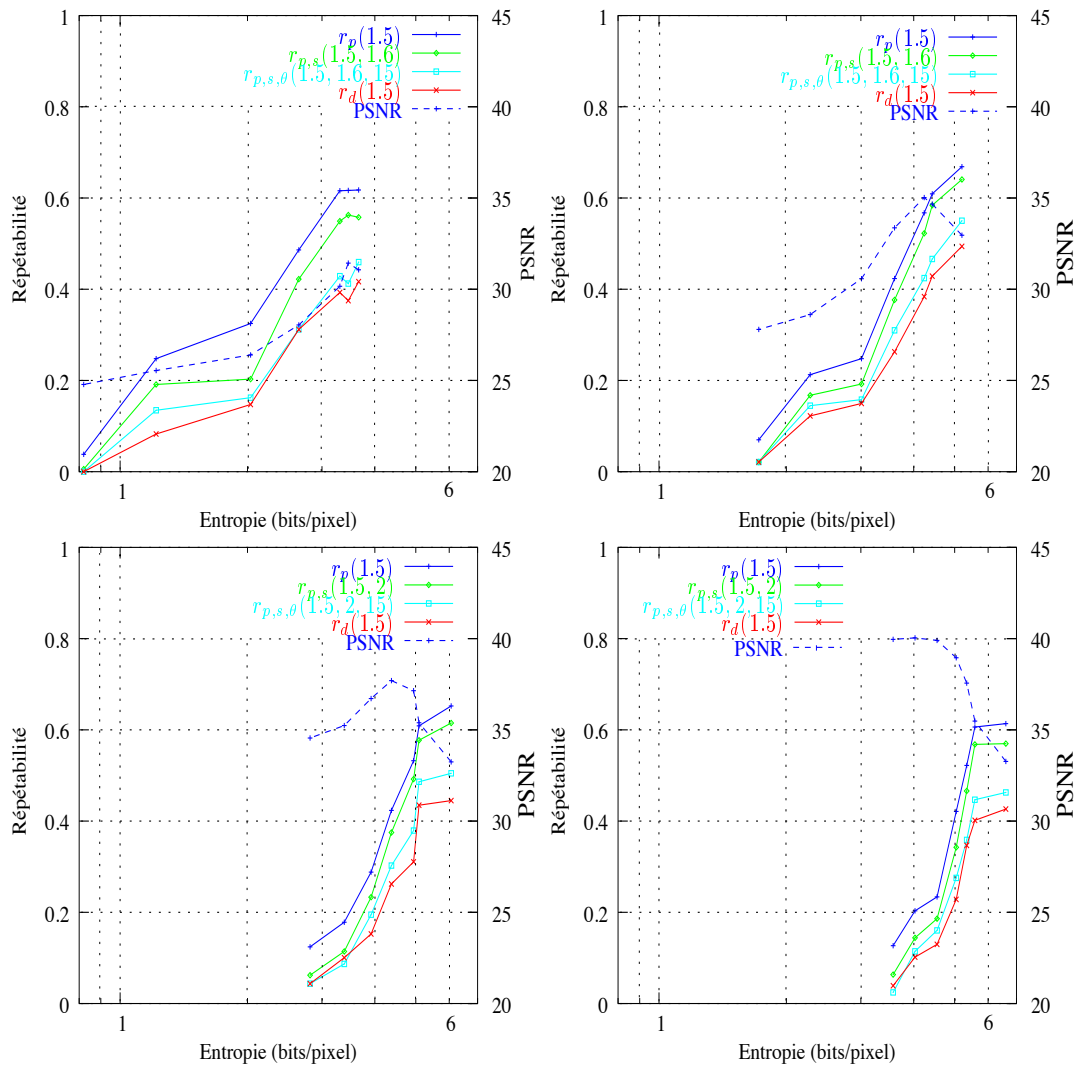 1
0.8
0.6
0.4
0.2
0
Répétabilité
45
40
35
30
25
20
PSNR
1
6
Entropie (bits/pixel)
r_p(1.5)
r_{p,s}(1.5, 1.6)
r_{p,s,θ}(1.5, 1.6, 15)
r_d(1.5)
PSNR
1
0.8
0.6
0.4
0.2
0
Répétabilité
45
40
35
30
25
20
PSNR
1
6
Entropie (bits/pixel)
r_p(1.5)
r_{p,s}(1.5, 1.6)
r_{p,s,θ}(1.5, 1.6, 15)
r_d(1.5)
PSNR
1
0.8
0.6
0.4
0.2
0
Répétabilité
45
40
35
30
25
20
PSNR
1
6
Entropie (bits/pixel)
r_p(1.5)
r_{p,s}(1.5, 2)
r_{p,s,θ}(1.5, 2, 15)
r_d(1.5)
PSNR
1
0.8
0.6
0.4
0.2
0
Répétabilité
45
40
35
30
25
20
PSNR
1
6
Entropie (bits/pixel)
r_p(1.5)
r_{p,s}(1.5, 2)
r_{p,s,θ}(1.5, 2, 15)
r_d(1.5)
PSNR